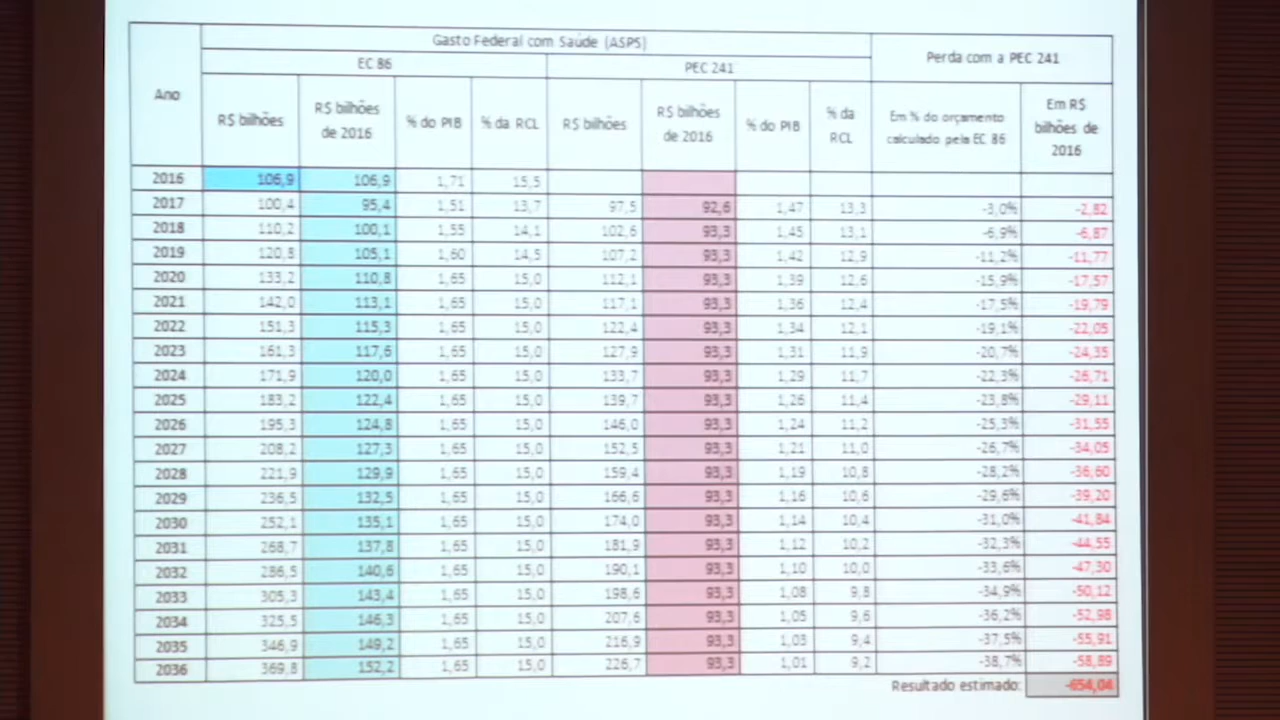 Gasto Federal com Saúde (ASPS)
Perda com a PEC 241
EC 86
PEC 241
Ano
R$ bilhões
R$ bilhões de 2016
% do PIB
% da RCL
R$ bilhões
R$ bilhões de 2016
% do PIB
% da RCL
Em % do orçamento calculado pela EC 86
Em R$ bilhões de 2016
2016 106,9 106,9 1,71 15,5
2017 100,4 95,4 1,51 13,7 97,5 92,6 1,47 13,3 -3,0% -2,82
2018 110,2 100,1 1,55 14,1 102,6 93,3 1,45 13,1 -6,9% -6,87
2019 120,8 105,1 1,60 14,5 107,2 93,3 1,42 12,9 -11,2% -11,77
2020 133,2 110,8 1,65 15,0 112,1 93,3 1,39 12,6 -15,9% -17,57
2021 142,0 113,1 1,65 15,0 117,1 93,3 1,36 12,4 -17,5% -19,79
2022 151,3 115,3 1,65 15,0 122,4 93,3 1,34 12,1 -19,1% -22,05
2023 161,3 117,6 1,65 15,0 127,9 93,3 1,31 11,9 -20,7% -24,35
2024 171,9 120,0 1,65 15,0 133,7 93,3 1,29 11,7 -22,3% -26,71
2025 183,2 122,4 1,65 15,0 139,7 93,3 1,26 11,4 -23,8% -29,11
2026 195,3 124,8 1,65 15,0 146,0 93,3 1,24 11,2 -25,3% -31,55
2027 208,2 127,3 1,65 15,0 152,5 93,3 1,21 11,0 -26,7% -34,05
2028 221,9 129,9 1,65 15,0 159,4 93,3 1,19 10,8 -28,2% -36,60
2029 236,5 132,5 1,65 15,0 166,6 93,3 1,16 10,6 -29,6% -39,20
2030 252,1 135,1 1,65 15,0 174,0 93,3 1,14 10,4 -31,0% -41,84
2031 268,7 137,8 1,65 15,0 181,9 93,3 1,12 10,2 -32,3% -44,55
2032 286,5 140,6 1,65 15,0 190,1 93,3 1,10 10,0 -33,6% -47,30
2033 305,3 143,4 1,65 15,0 198,6 93,3 1,08 9,8 -34,9% -50,12
2034 325,5 146,3 1,65 15,0 207,6 93,3 1,05 9,6 -36,2% -52,98
2035 346,9 149,2 1,65 15,0 216,9 93,3 1,03 9,4 -37,5% -55,91
2036 369,8 152,2 1,65 15,0 226,7 93,3 1,01 9,2 -38,7% -58,89
Resultado estimado: -654,04